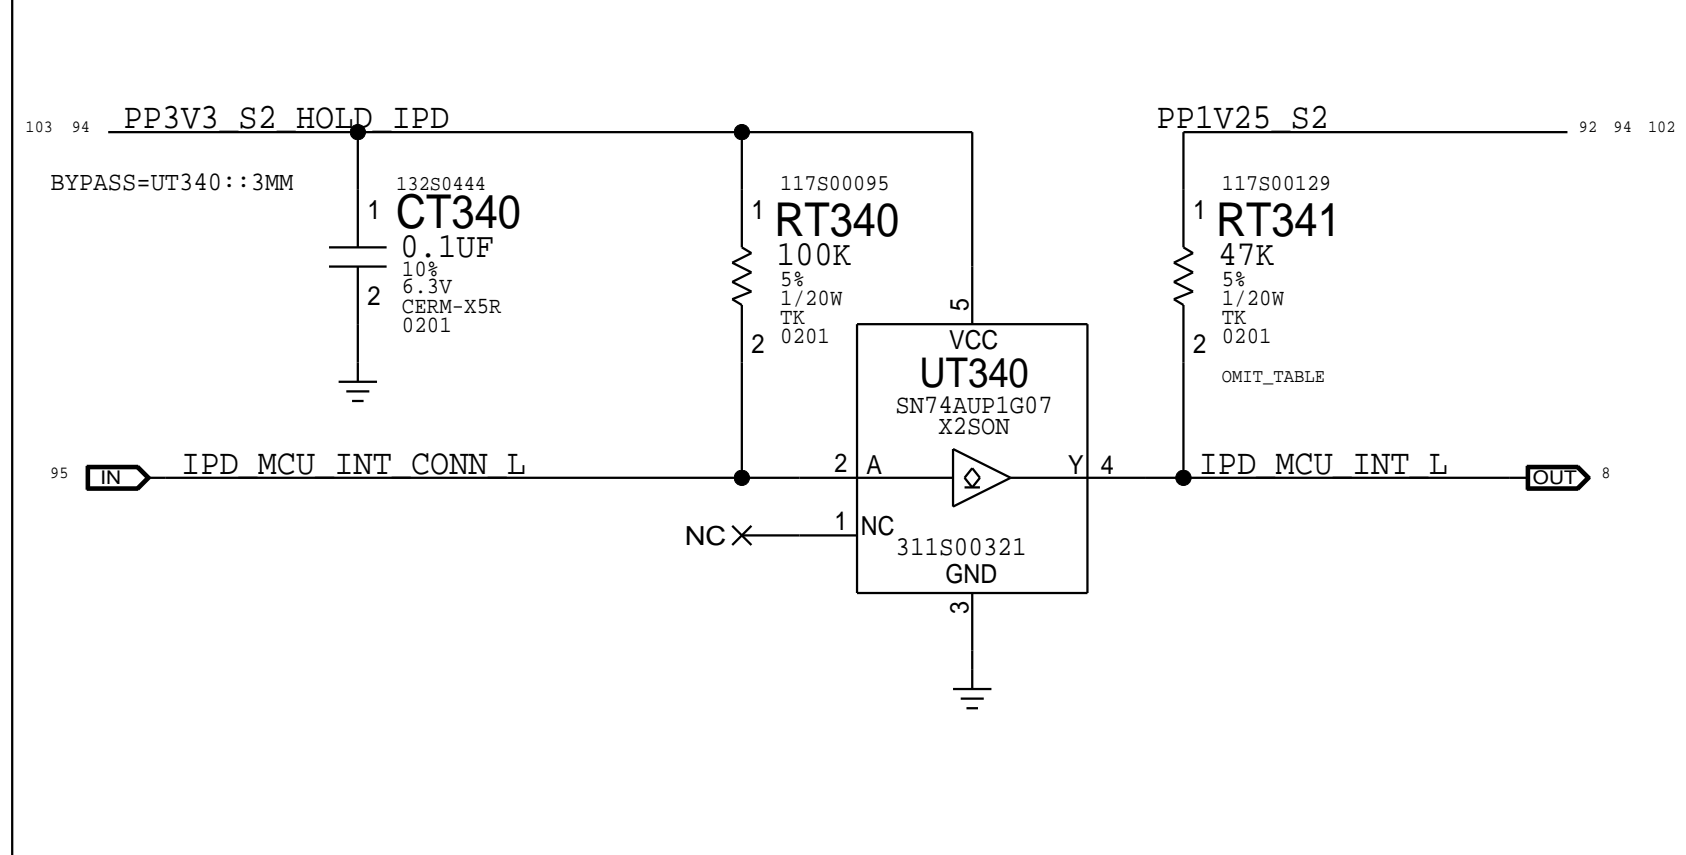 PP3V3_S2_HOLD_IPD
PP1V25_S2
103 94
92 94 102
BYPASS=UT340::3MM
132S0444
1
CT340
0.1UF
10%
6.3V
2
CERM-X5R
0201
117S00095
1
RT340
100K
5%
1/20W
TK
2
0201
117S00129
1
RT341
47K
5%
1/20W
TK
2
0201
OMIT_TABLE
5
VCC
UT340
SN74AUP1G07
X2SON
95
IN
IPD_MCU_INT_CONN_L
2
A
Y
4
IPD_MCU_INT_L
OUT
8
NC
1
NC
311S00321
GND
3